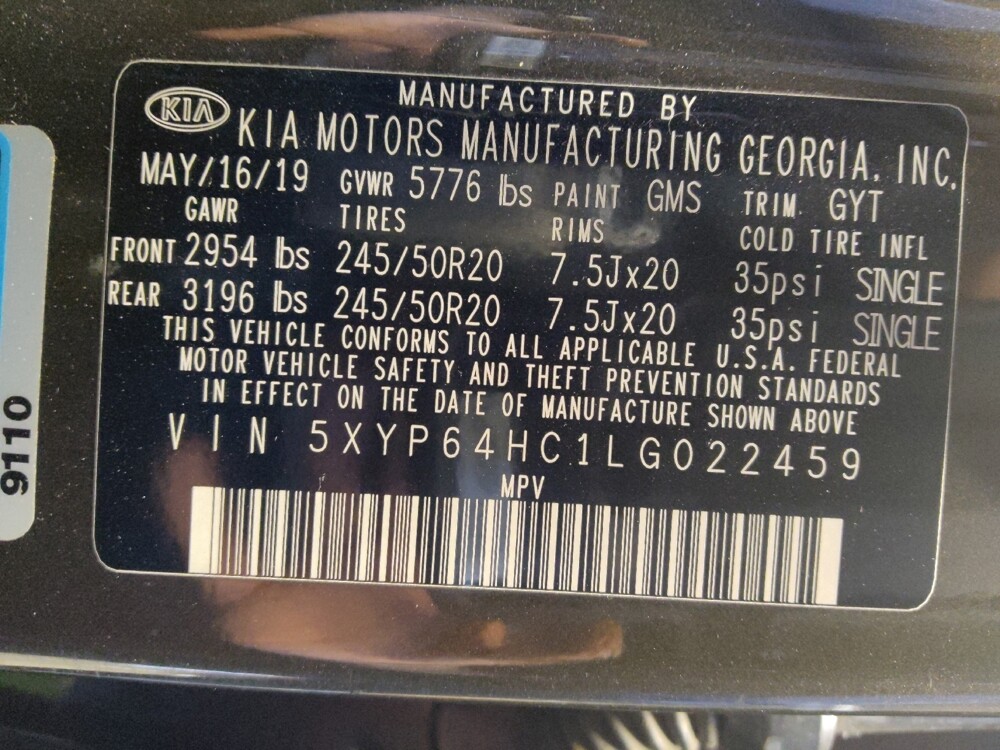 KIA
MANUFACTURED BY
KIA MOTORS MANUFACTURING GEORGIA, INC.
MAY/16/19 GVWR 5776 lbs PAINT GMS TRIM GYT
GAWR TIRES RIMS COLD TIRE INFL
FRONT 2954 lbs 245/50R20 7.5Jx20 35psi SINGLE
REAR 3196 lbs 245/50R20 7.5Jx20 35psi SINGLE
THIS VEHICLE CONFORMS TO ALL APPLICABLE U.S.A. FEDERAL
MOTOR VEHICLE SAFETY AND THEFT PREVENTION STANDARDS
IN EFFECT ON THE DATE OF MANUFACTURE SHOWN ABOVE
VIN 5XYP64HC1LG022459
MPV
9110